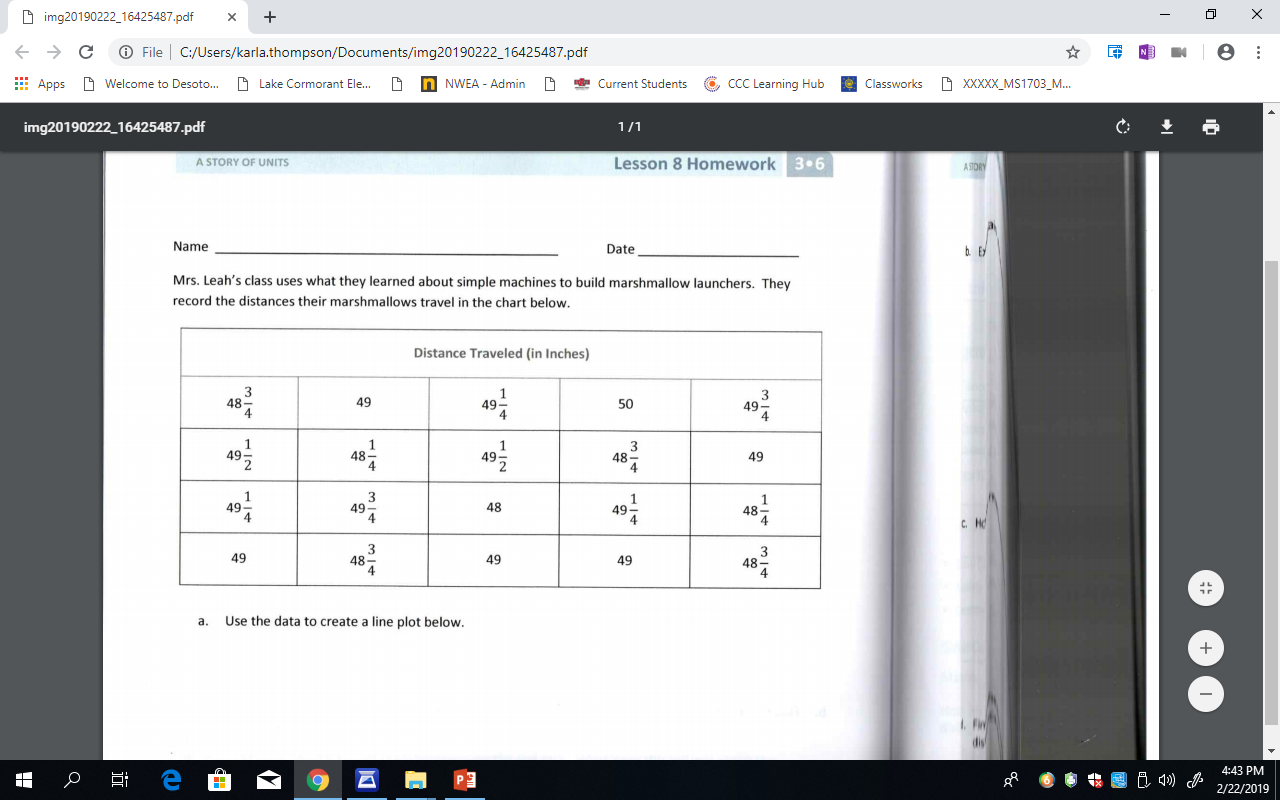 img20190222_16425487.pdf
File C:/Users/karla.thompson/Documents/img20190222_16425487.pdf
Apps Welcome to Desoto... Lake Cormorant Ele... NWEA - Admin Current Students CCC Learning Hub Classworks XXXXX_MS1703_M...
img20190222_16425487.pdf 1 / 1
A STORY OF UNITS Lesson 8 Homework 3•6
Name Date
Mrs. Leah's class uses what they learned about simple machines to build marshmallow launchers. They
record the distances their marshmallows travel in the chart below.
Distance Traveled (in Inches)
48 3/4 49 49 1/4 50 49 3/4
49 1/2 48 1/4 49 1/2 48 3/4 49
49 1/4 49 3/4 48 49 1/4 48 1/4
49 48 3/4 49 49 48 3/4
a. Use the data to create a line plot below.
A STORY
b.
c.
4:43 PM
2/22/2019